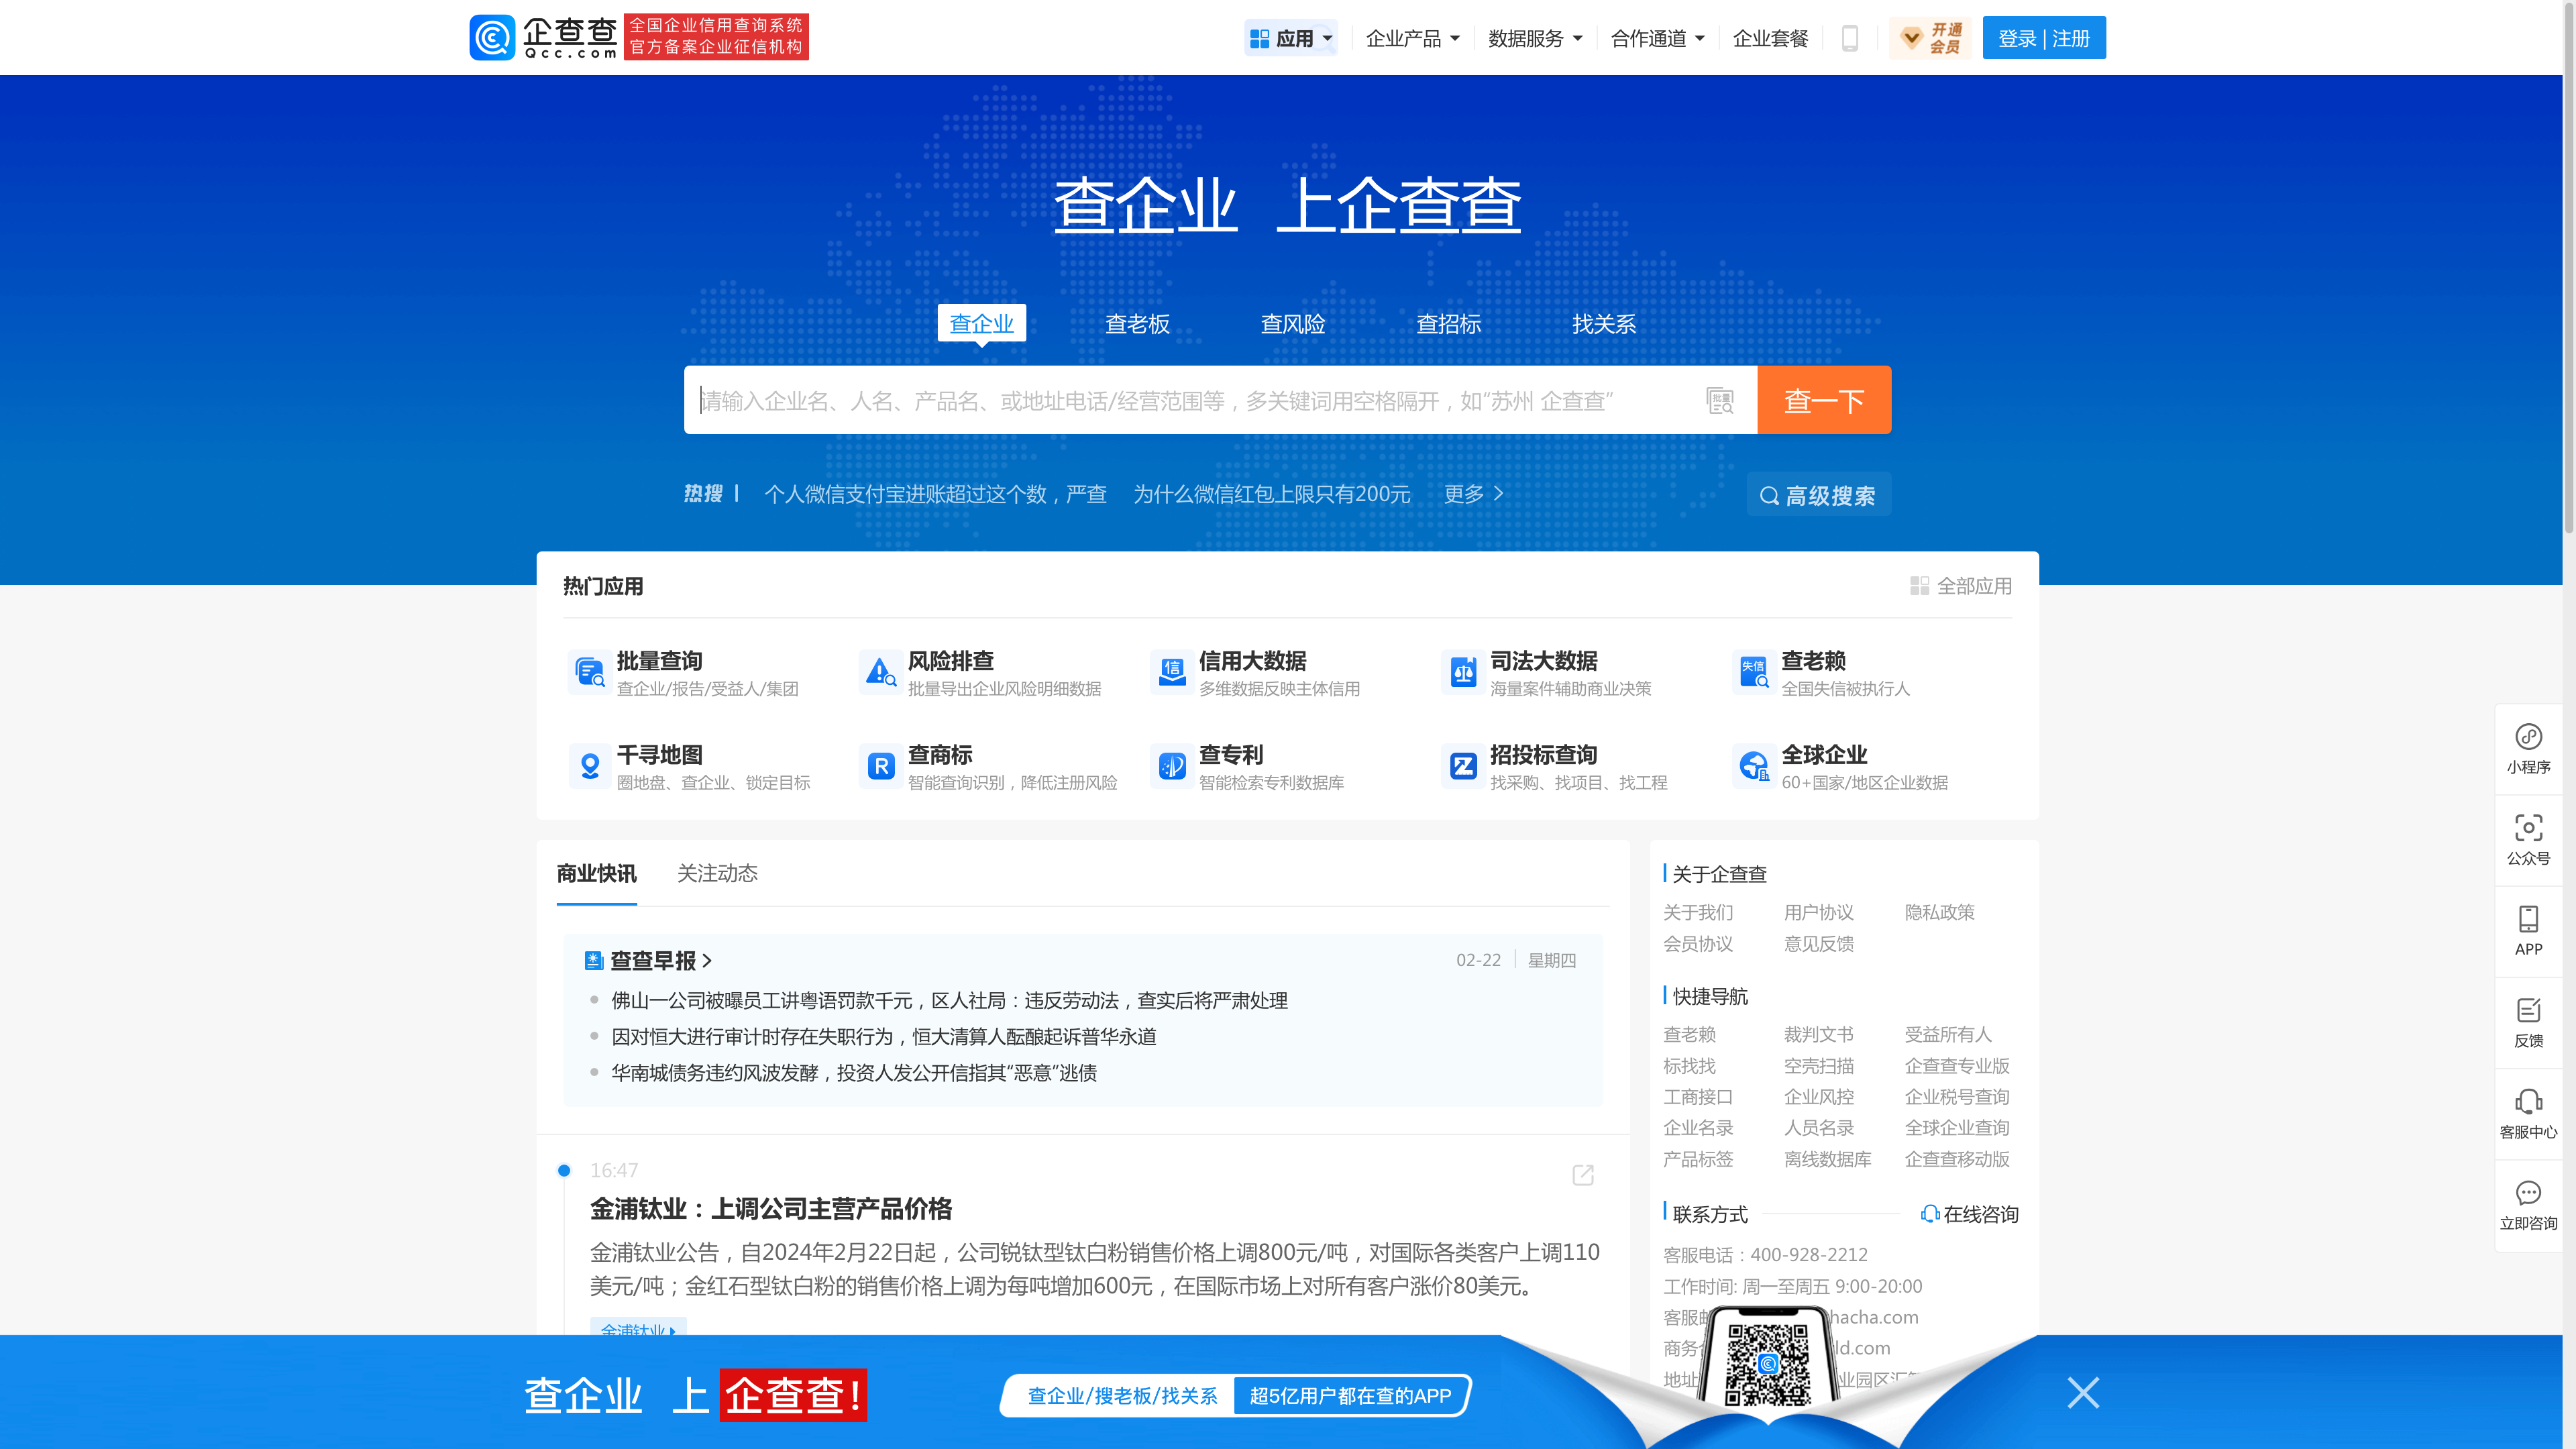 企查查
Qcc.com
全国企业信用查询系统
官方备案企业征信机构
应用
企业产品
数据服务
合作通道
企业套餐
开通
会员
登录 | 注册
查企业 上企查查
查企业
查老板
查风险
查招标
找关系
请输入企业名、人名、产品名、或地址电话/经营范围等，多关键词用空格隔开，如“苏州 企查查”
批量
查一下
热搜
个人微信支付宝进账超过这个数，严查
为什么微信红包上限只有200元
更多
高级搜索
热门应用
全部应用
批量查询
查企业/报告/受益人/集团
风险排查
批量导出企业风险明细数据
信
信用大数据
多维数据反映主体信用
司法大数据
海量案件辅助商业决策
失信
查老赖
全国失信被执行人
千寻地图
圈地盘、查企业、锁定目标
R
查商标
智能查询识别，降低注册风险
查专利
智能检索专利数据库
招投标查询
找采购、找项目、找工程
全球企业
60+国家/地区企业数据
商业快讯
关注动态
查查早报
02-22
星期四
佛山一公司被曝员工讲粤语罚款千元，区人社局：违反劳动法，查实后将严肃处理
因对恒大进行审计时存在失职行为，恒大清算人酝酿起诉普华永道
华南城债务违约风波发酵，投资人发公开信指其“恶意”逃债
16:47
金浦钛业：上调公司主营产品价格
金浦钛业公告，自2024年2月22日起，公司锐钛型钛白粉销售价格上调800元/吨，对国际各类客户上调110
美元/吨；金红石型钛白粉的销售价格上调为每吨增加600元，在国际市场上对所有客户涨价80美元。
金浦钛业
关于企查查
关于我们
用户协议
隐私政策
会员协议
意见反馈
快捷导航
查老赖
裁判文书
受益所有人
标找找
空壳扫描
企查查专业版
工商接口
企业风控
企业税号查询
企业名录
人员名录
全球企业查询
产品标签
离线数据库
企查查移动版
联系方式
在线咨询
客服电话：400-928-2212
工作时间: 周一至周五 9:00-20:00
客服 hacha.com
商务 ld.com
地址 业园区汇
小程序
公众号
APP
反馈
客服中心
立即咨询
查企业 上 企查查!
查企业/搜老板/找关系
超5亿用户都在查的APP